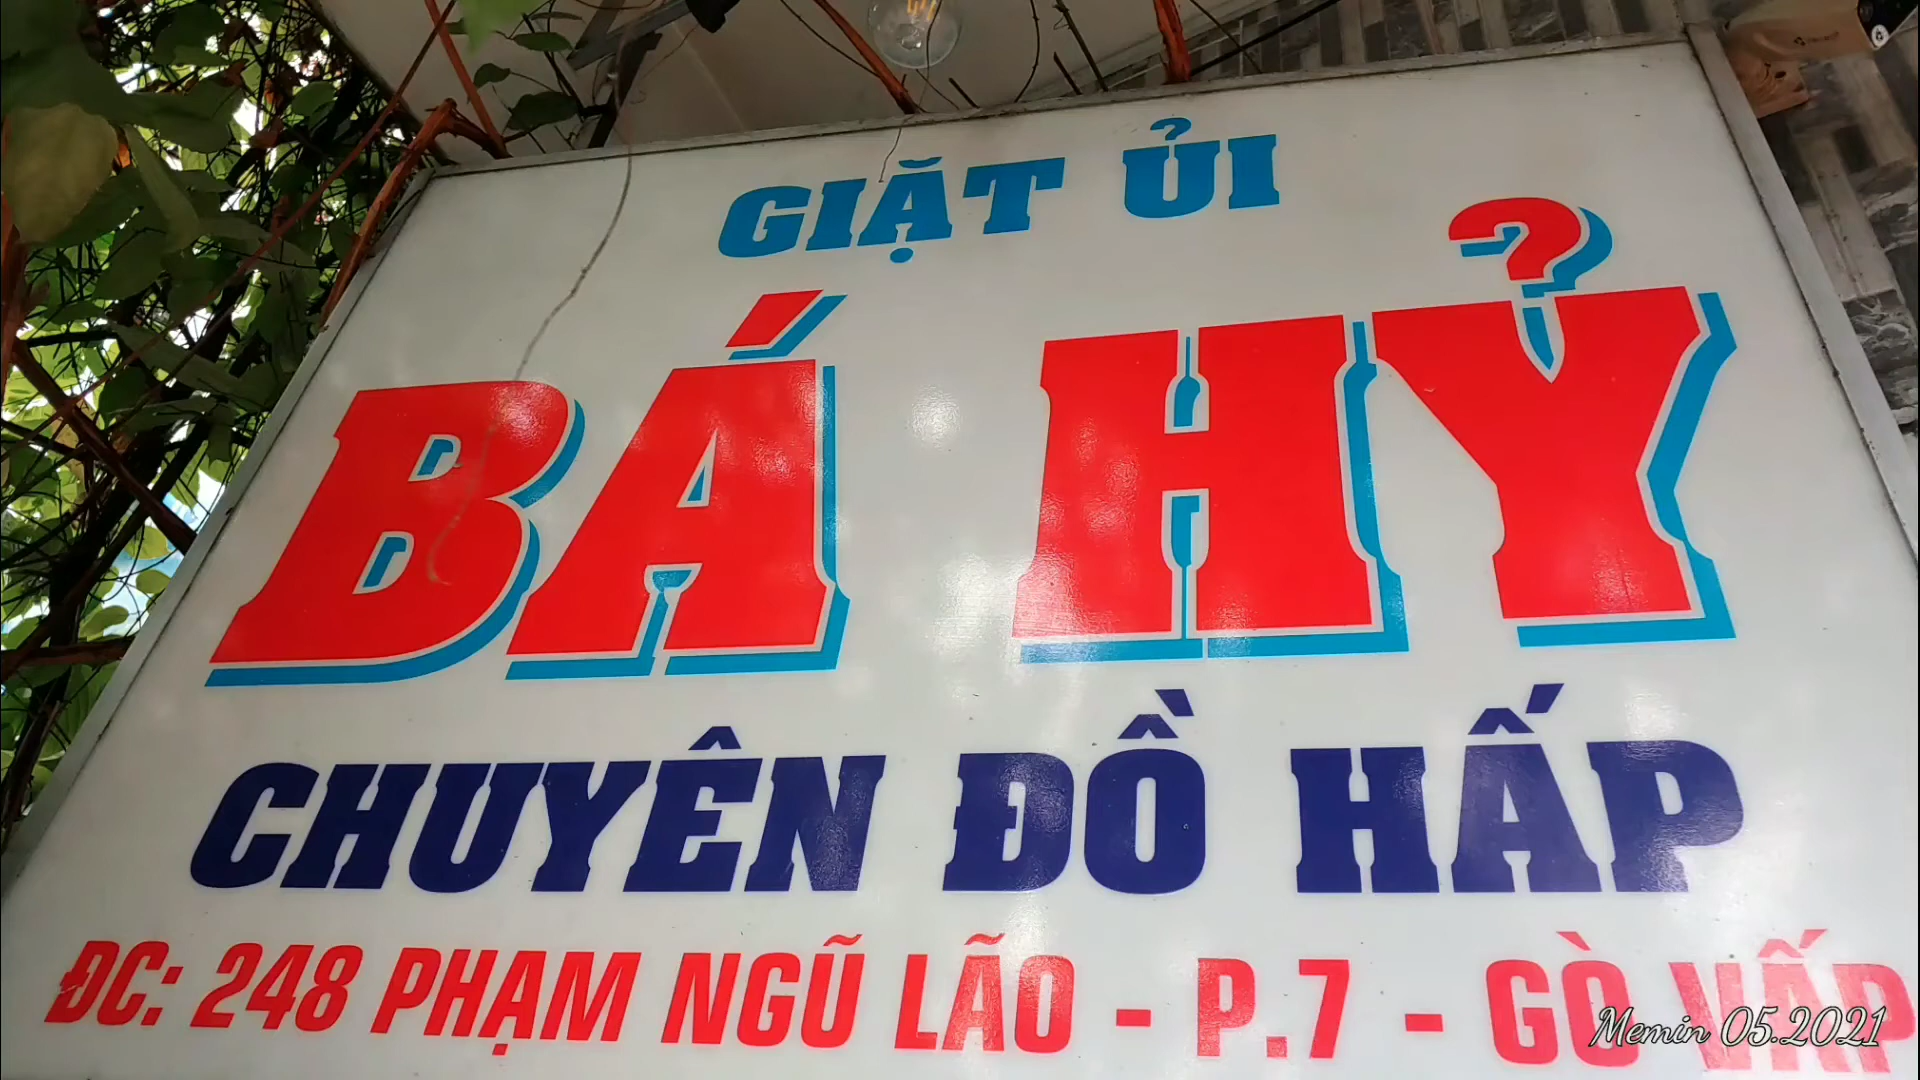 GIẶT ỦI
BÁ HỶ
CHUYÊN ĐỒ HẤP
ĐC: 248 PHẠM NGŨ LÃO - P.7 - GÒ VẤP
Memin 05.2021